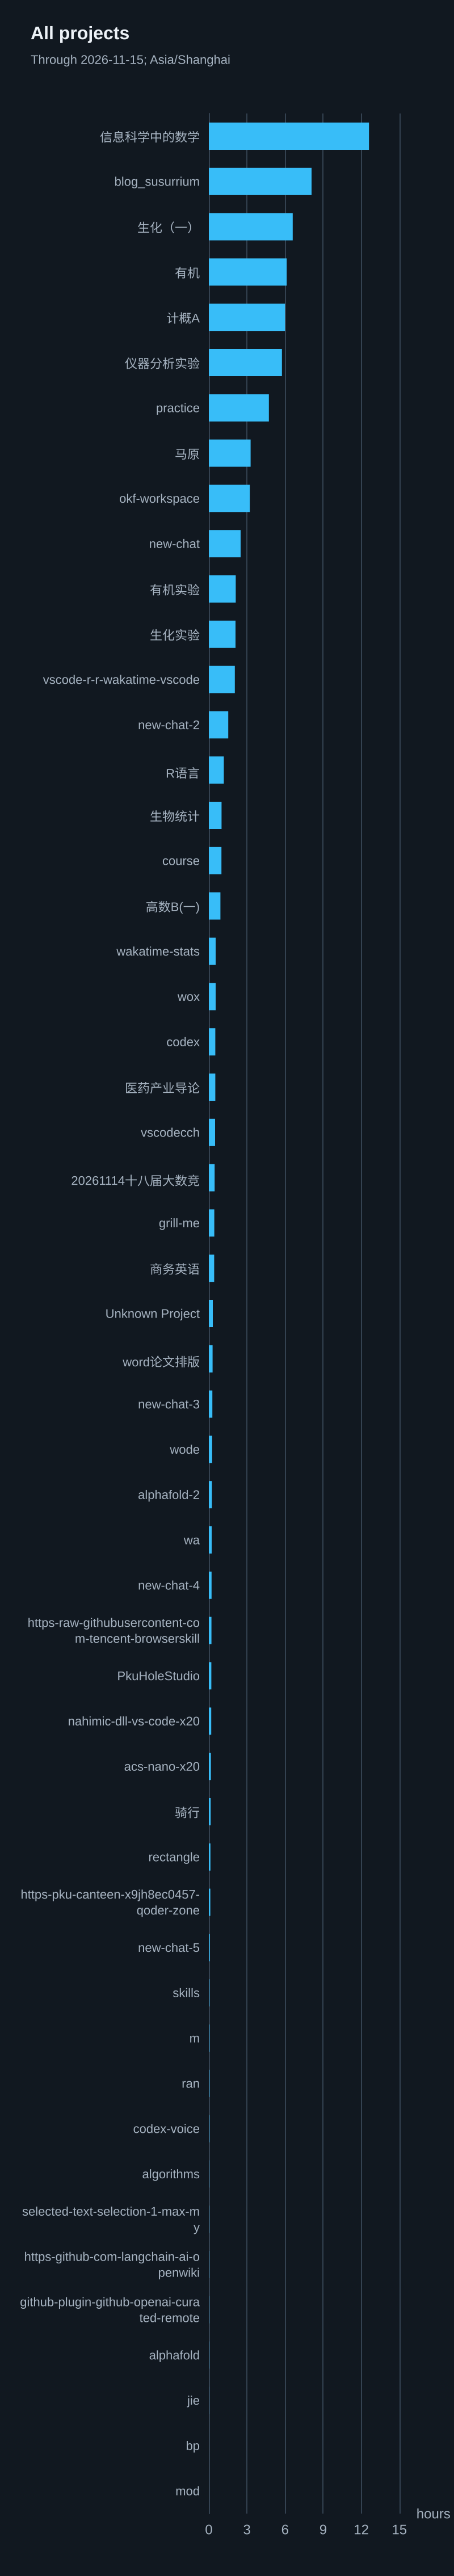 All projects
Through 2026-11-15; Asia/Shanghai
信息科学中的数学
blog_susurrium
生化（一）
有机
计概A
仪器分析实验
practice
马原
okf-workspace
new-chat
有机实验
生化实验
vscode-r-r-wakatime-vscode
new-chat-2
R语言
生物统计
course
高数B(一)
wakatime-stats
wox
codex
医药产业导论
vscodecch
20261114十八届大数竞
grill-me
商务英语
Unknown Project
word论文排版
new-chat-3
wode
alphafold-2
wa
new-chat-4
https-raw-githubusercontent-co
m-tencent-browserskill
PkuHoleStudio
nahimic-dll-vs-code-x20
acs-nano-x20
骑行
rectangle
https-pku-canteen-x9jh8ec0457-
qoder-zone
new-chat-5
skills
m
ran
codex-voice
algorithms
selected-text-selection-1-max-m
y
https-github-com-langchain-ai-o
penwiki
github-plugin-github-openai-cura
ted-remote
alphafold
jie
bp
mod
hours
0 3 6 9 12 15